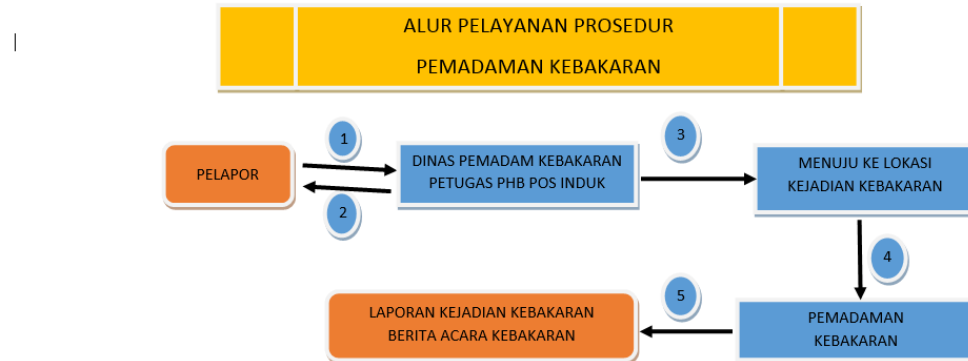 ALUR PELAYANAN PROSEDUR
PEMADAMAN KEBAKARAN
1
3
PELAPOR
DINAS PEMADAM KEBAKARAN
PETUGAS PHB POS INDUK
MENUJU KE LOKASI
KEJADIAN KEBAKARAN
2
4
5
LAPORAN KEJADIAN KEBAKARAN
BERITA ACARA KEBAKARAN
PEMADAMAN
KEBAKARAN